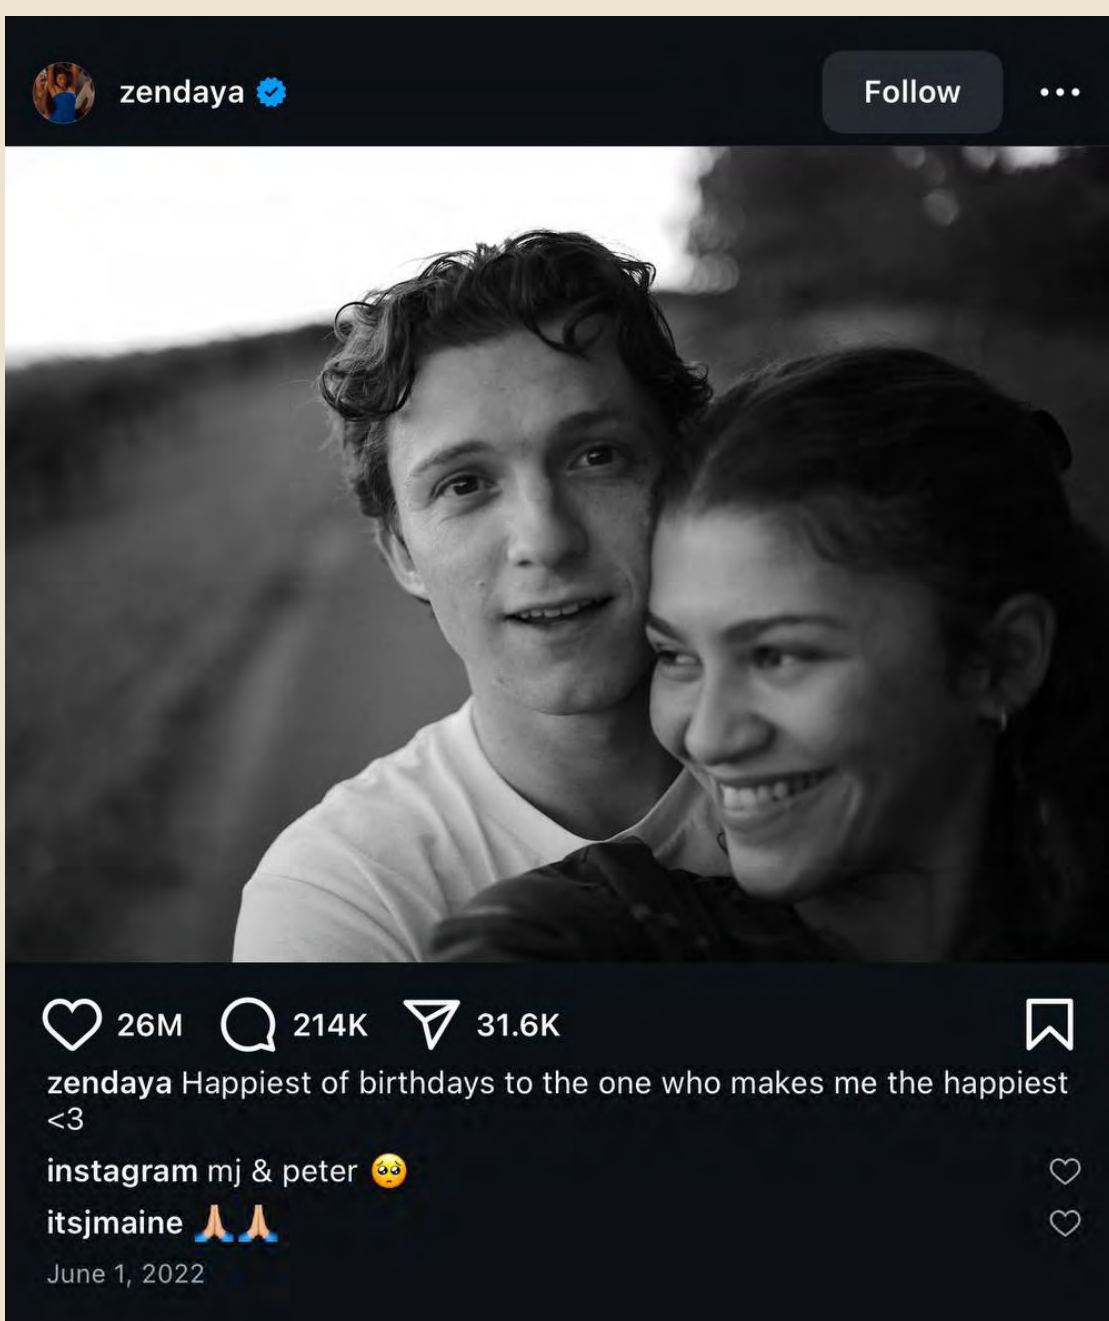 zendaya
Follow
26M 214K 31.6K
zendaya Happiest of birthdays to the one who makes me the happiest
<3
instagram mj & peter 🥺
itsjmaine 🙏🏼🙏🏼
June 1, 2022